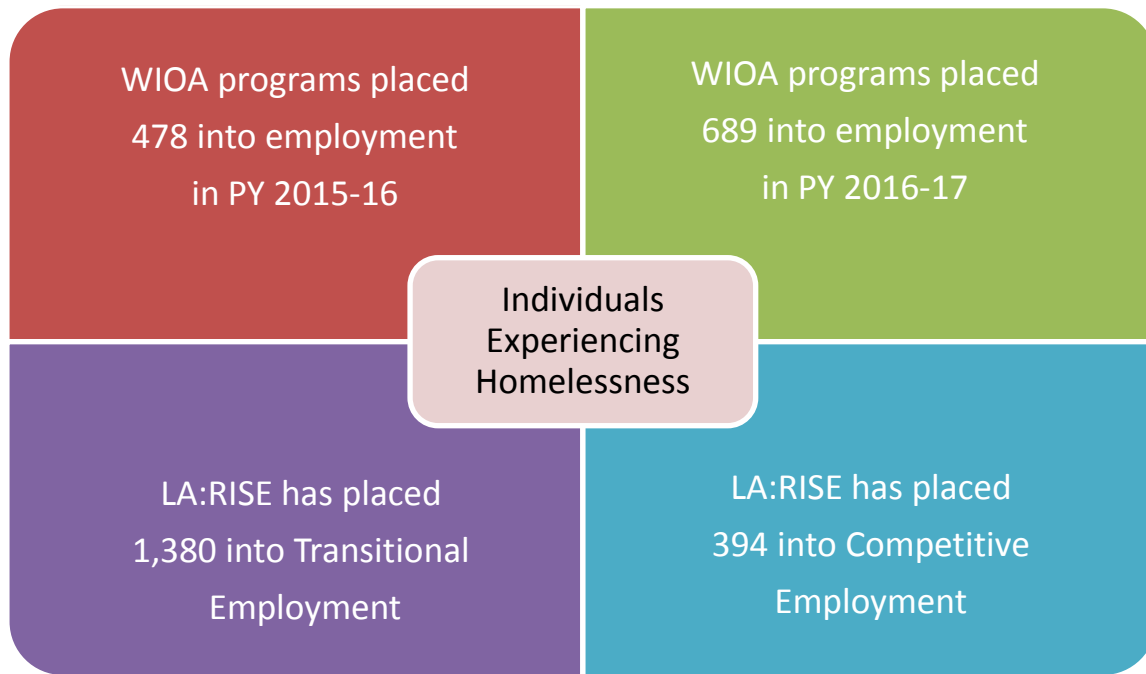 WIOA programs placed
478 into employment
in PY 2015-16
WIOA programs placed
689 into employment
in PY 2016-17
Individuals
Experiencing
Homelessness
LA:RISE has placed
1,380 into Transitional
Employment
LA:RISE has placed
394 into Competitive
Employment